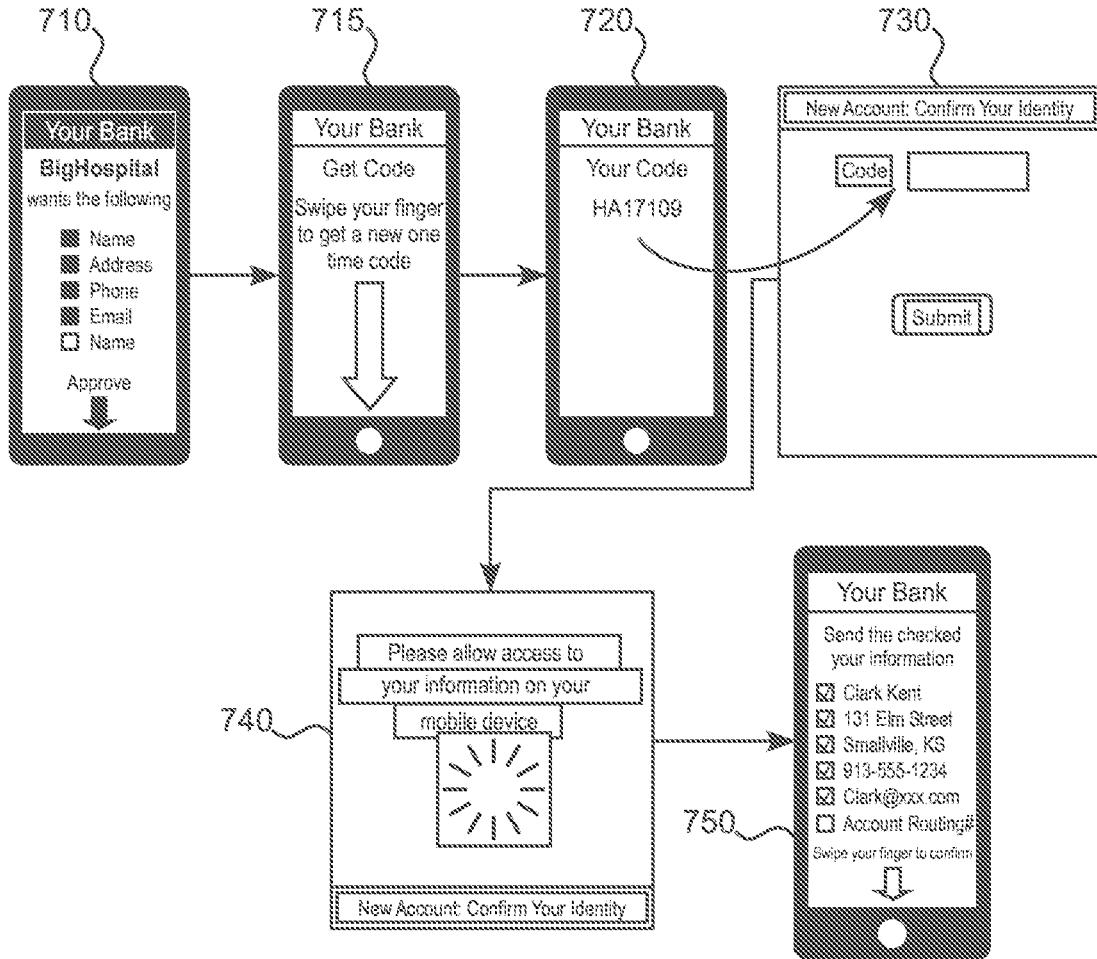 710
715
720
730
Your Bank
BigHospital
wants the following
Name
Address
Phone
Email
Name
Approve
Your Bank
Get Code
Swipe your finger
to get a new one
time code
Your Bank
Your Code
HA17109
New Account: Confirm Your Identity
Code
Submit
740
Please allow access to
your information on your
mobile device
New Account: Confirm Your Identity
750
Your Bank
Send the checked
your information
Clark Kent
131 Elm Street
Smallville, KS
913-555-1234
Clark@xxx.com
Account Routing#
Swipe your finger to confirm